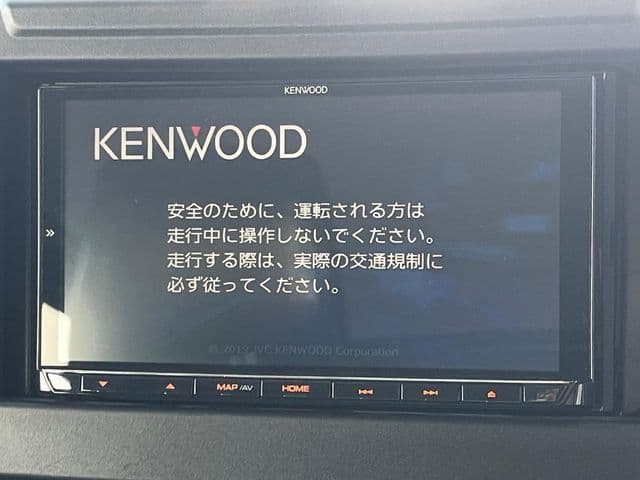 KENWOOD
KENWOOD
安全のために、運転される方は
走行中に操作しないでください。
走行する際は、実際の交通規制に
必ず従ってください。
© 2019 JVC KENWOOD Corporation
MAP/AV HOME